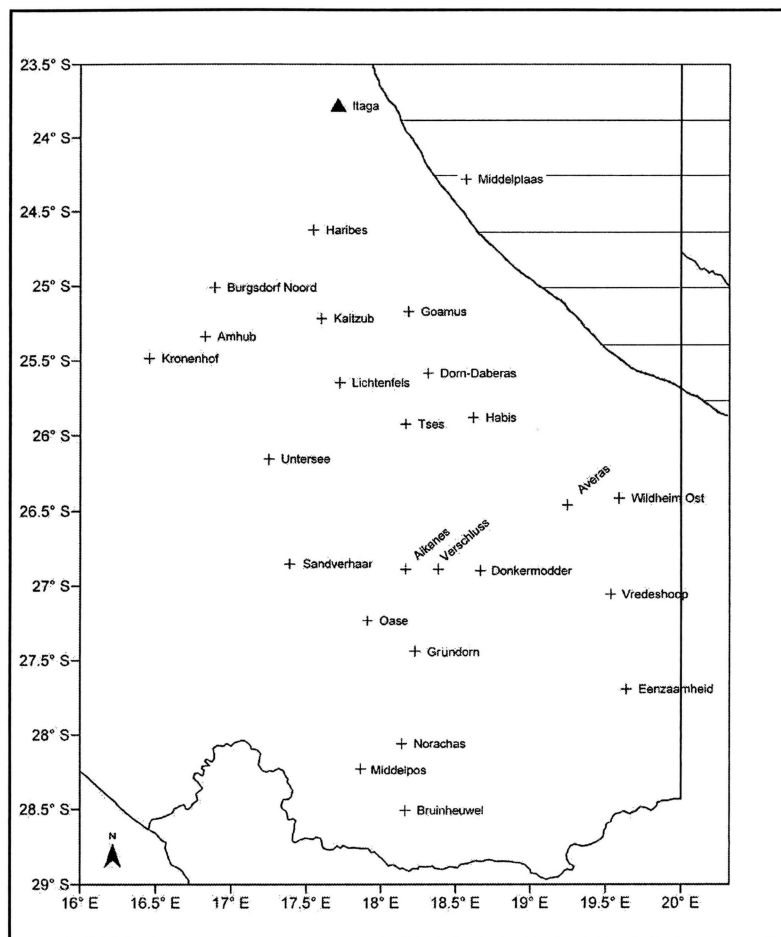 23.5° S
24° S
24.5° S
25° S
25.5° S
26° S
26.5° S
27° S
27.5° S
28° S
28.5° S
29° S
Itaga
Middelplaas
Haribes
Burgsdorf Noord
Kaitzub
Goamus
Amhub
Kronenhof
Dorn-Daberas
Lichtenfels
Tses
Habis
Untersee
Averas
Wildheim Ost
Sandverhaar
Alkanes
Verschluss
Donkermodder
Vredeshoop
Oase
Gründorn
Eenzaamheid
Norachas
Middelpos
Bruinheuwel
N
16° E 16.5° E 17° E 17.5° E 18° E 18.5° E 19° E 19.5° E 20° E